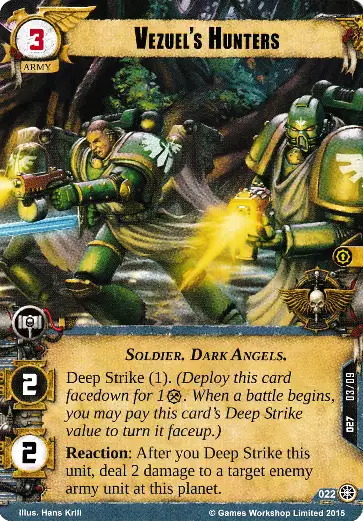 3
VEZUEL'S HUNTERS
ARMY
SOLDIER. DARK ANGELS.
2
Deep Strike (1). (Deploy this card
facedown for 1. When a battle begins,
you may pay this card's Deep Strike
value to turn it faceup.)
2
Reaction: After you Deep Strike this
unit, deal 2 damage to a target enemy
army unit at this planet.
03/09
022
022
Illus. Hans Krill
© Games Workshop Limited 2015